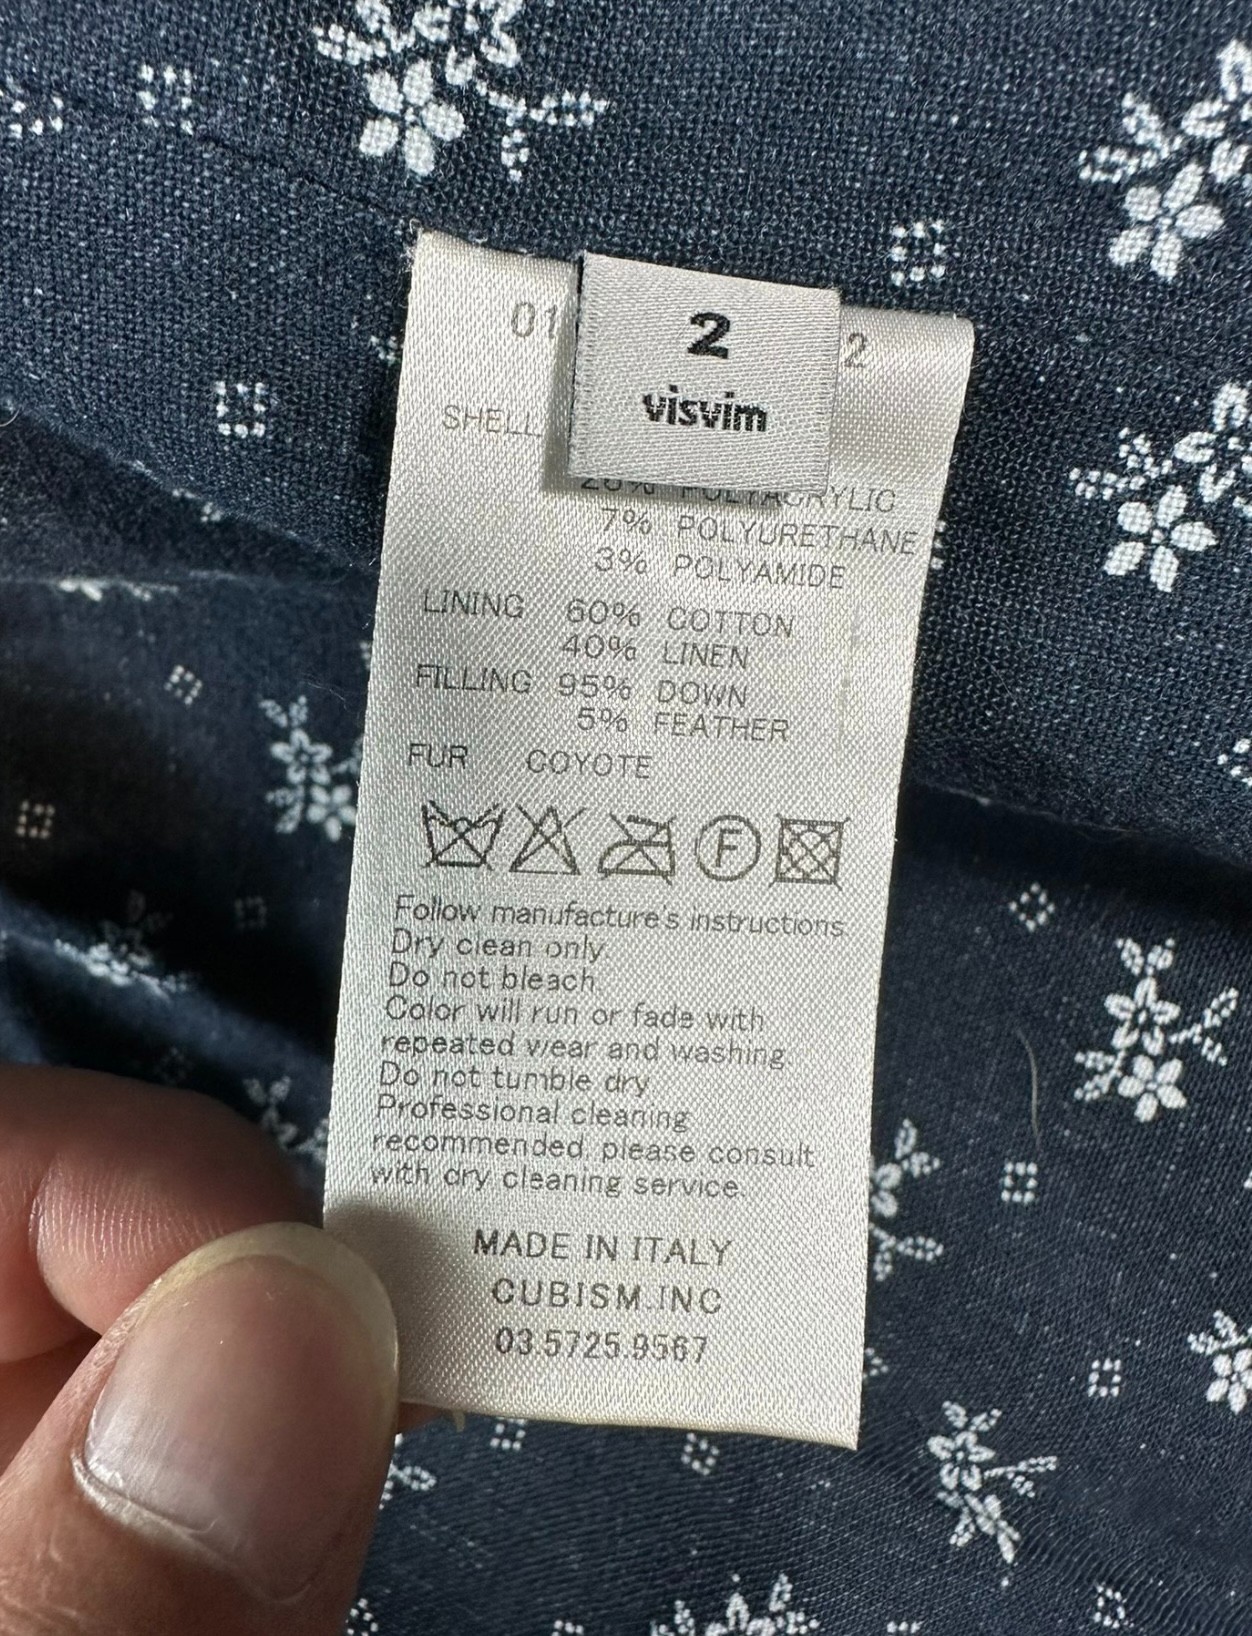 2
visvim
01
2
SHELL
POLYACRYLIC
7% POLYURETHANE
3% POLYAMIDE
LINING 60% COTTON
40% LINEN
FILLING 95% DOWN
5% FEATHER
FUR COYOTE
F
Follow manufacture's instructions.
Dry clean only.
Do not bleach.
Color will run or fade with
repeated wear and washing.
Do not tumble dry.
Professional cleaning
recommended, please consult
with dry cleaning service.
MADE IN ITALY
CUBISM.INC
03.5725.9567